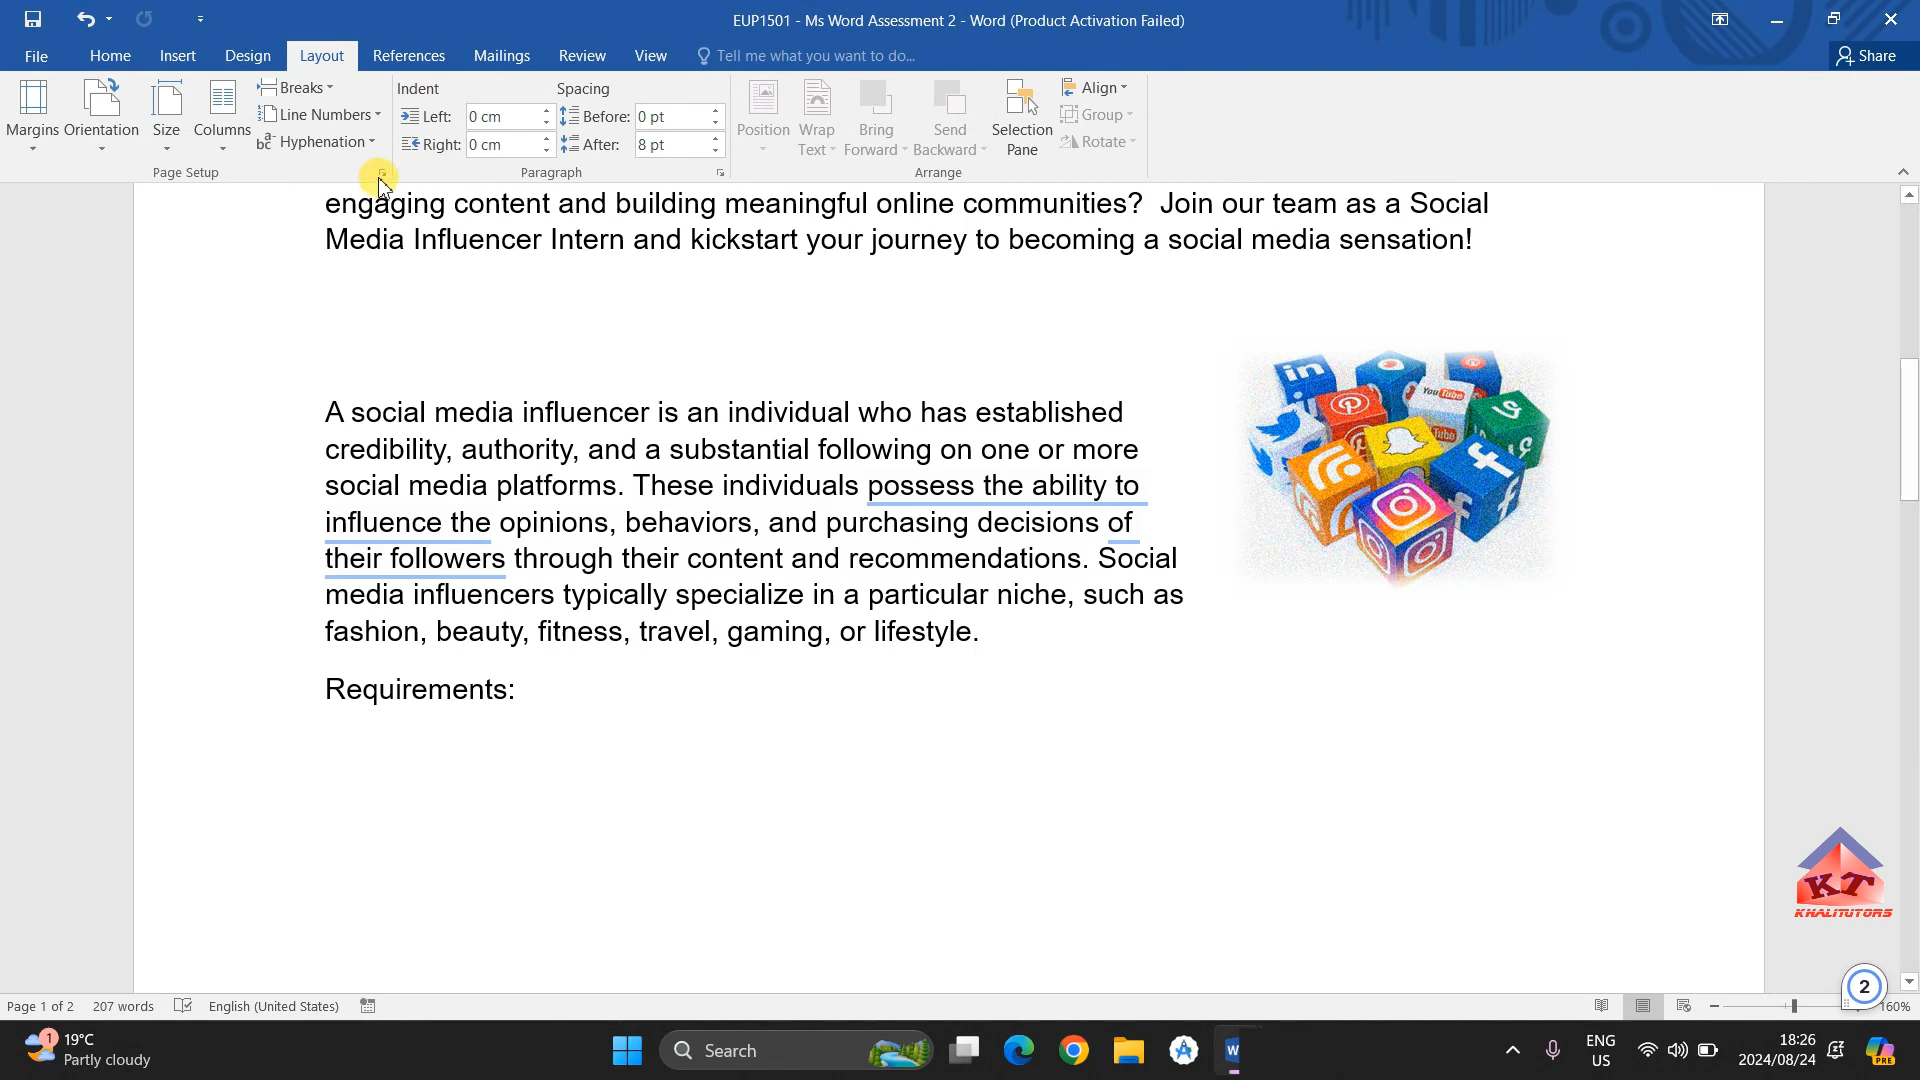 EUP1501 - Ms Word Assessment 2 - Word (Product Activation Failed)
File Home Insert Design Layout References Mailings Review View Tell me what you want to do... Share
Margins Orientation Size Columns
Breaks
Line Numbers
Hyphenation
Page Setup
Indent
Left: 0 cm
Right: 0 cm
Spacing
Before: 0 pt
After: 8 pt
Paragraph
Position
Wrap Text
Bring Forward
Send Backward
Selection Pane
Align
Group
Rotate
Arrange
engaging content and building meaningful online communities?  Join our team as a Social
Media Influencer Intern and kickstart your journey to becoming a social media sensation!
A social media influencer is an individual who has established
credibility, authority, and a substantial following on one or more
social media platforms. These individuals possess the ability to
influence the opinions, behaviors, and purchasing decisions of
their followers through their content and recommendations. Social
media influencers typically specialize in a particular niche, such as
fashion, beauty, fitness, travel, gaming, or lifestyle.
Requirements:
in
You Tube
Tube
KT
KHALITUTORS
2
Page 1 of 2 207 words English (United States) 160%
1
19°C
Partly cloudy
Search
ENG
US
18:26
2024/08/24
PRE